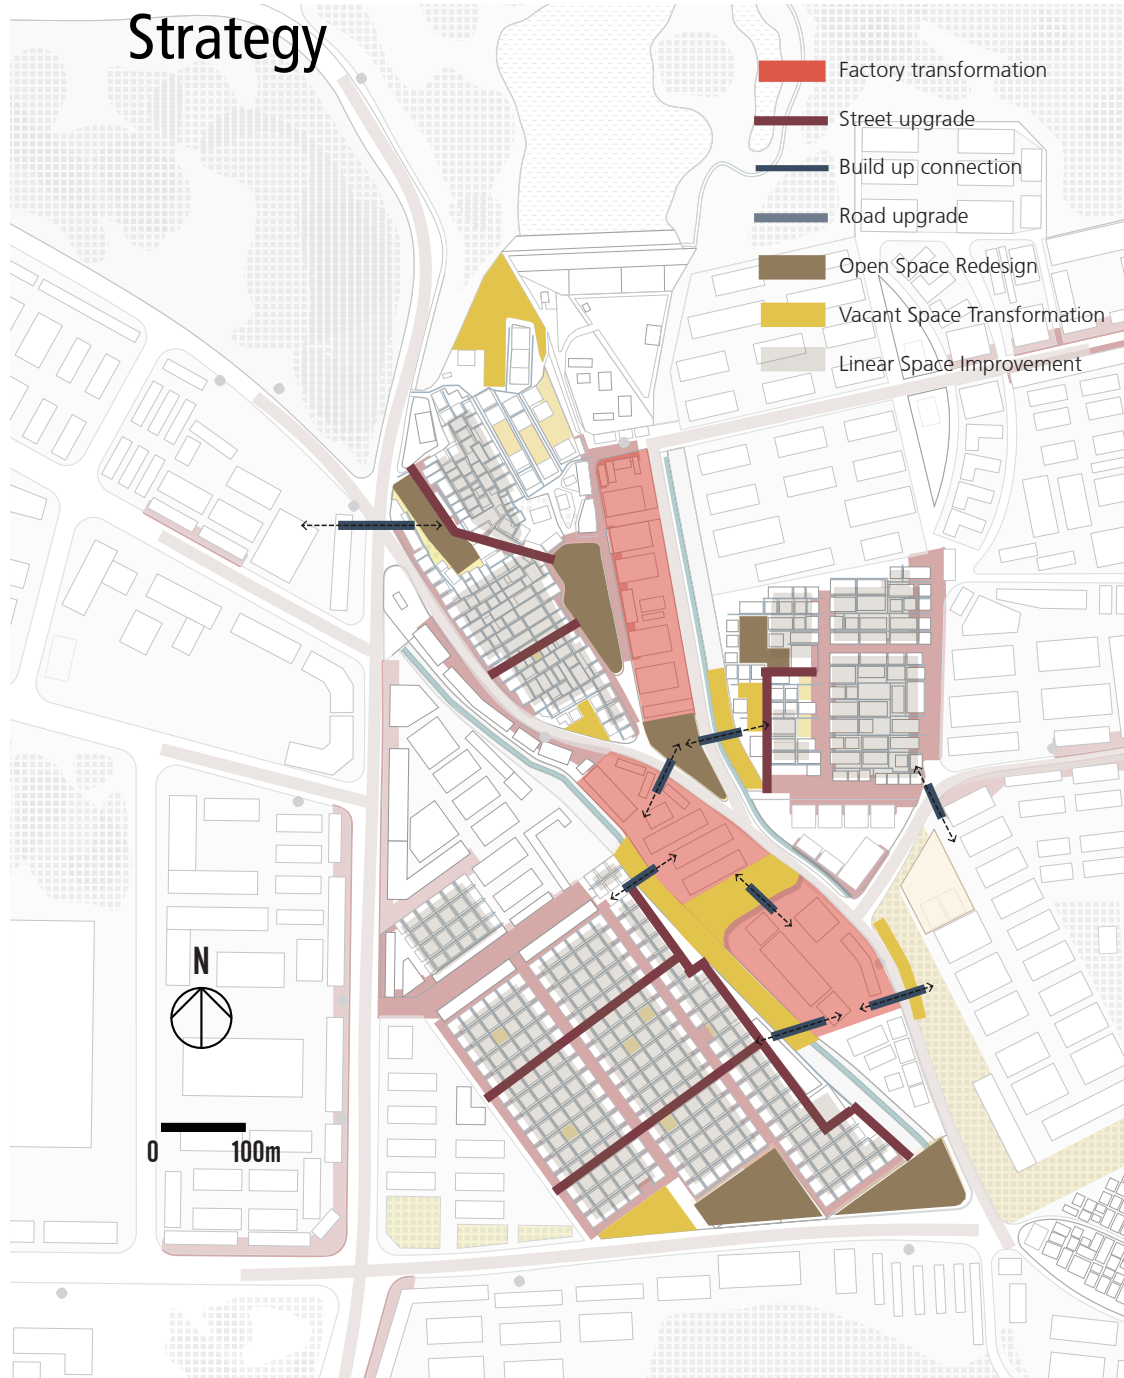 Strategy
Factory transformation
Street upgrade
Build up connection
Road upgrade
Open Space Redesign
Vacant Space Transformation
Linear Space Improvement
N
0 100m